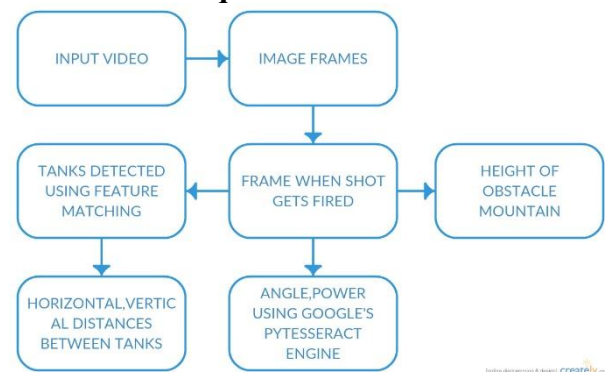 INPUT VIDEO
IMAGE FRAMES
TANKS DETECTED
USING FEATURE
MATCHING
FRAME WHEN SHOT
GETS FIRED
HEIGHT OF
OBSTACLE
MOUNTAIN
HORIZONTAL,VERTIC
AL DISTANCES
BETWEEN TANKS
ANGLE,POWER
USING GOOGLE'S
PYTESSERACT
ENGINE
creately